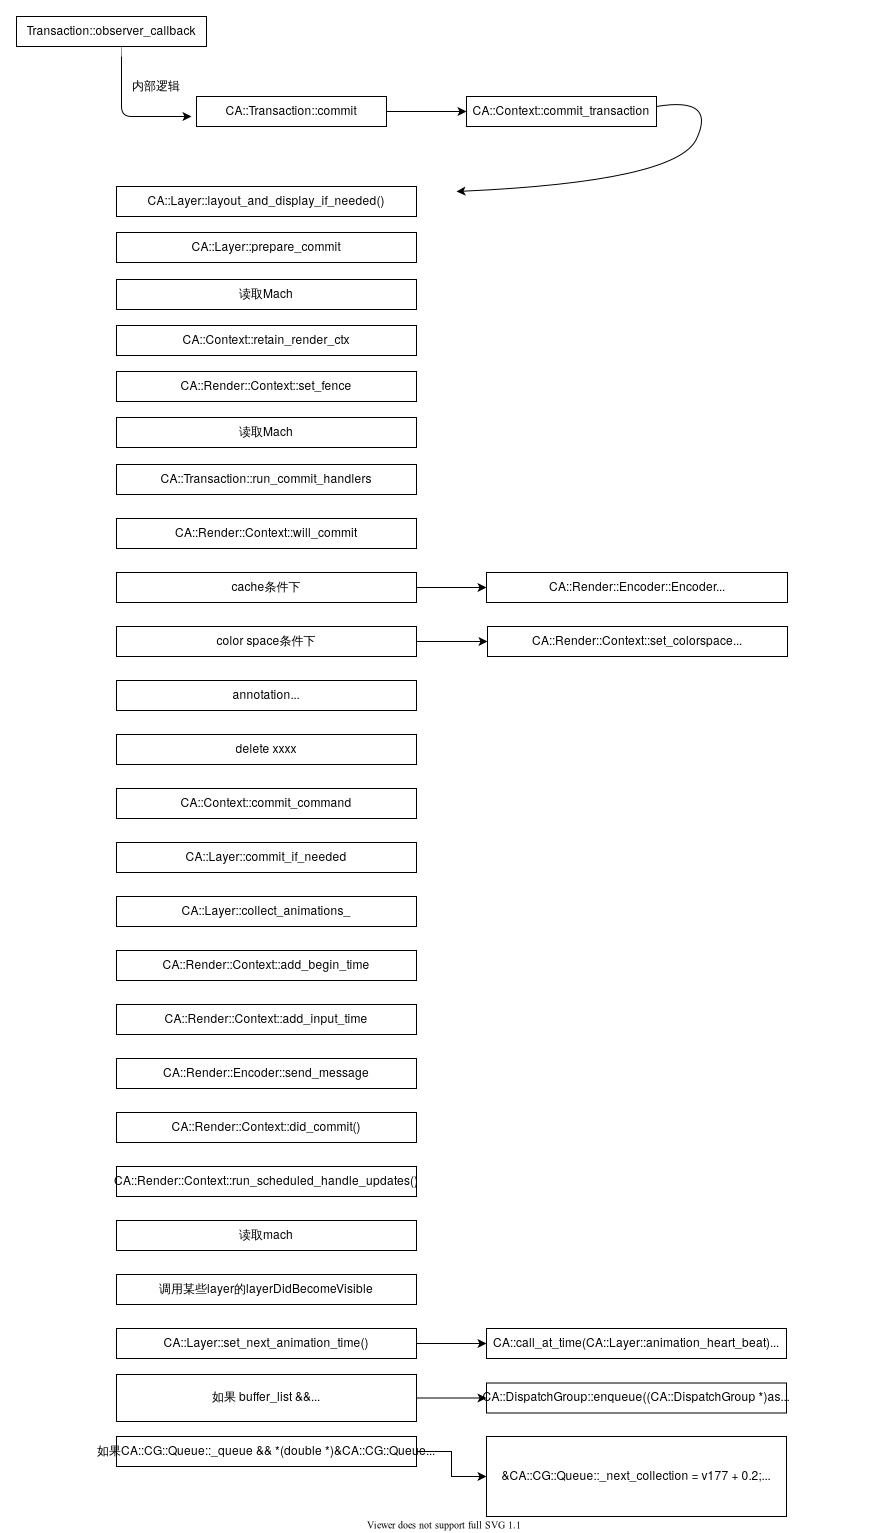 Transaction::observer_callback
内部逻辑
CA::Transaction::commit
CA::Context::commit_transaction
CA::Layer::layout_and_display_if_needed()
CA::Layer::prepare_commit
读取Mach
CA::Context::retain_render_ctx
CA::Render::Context::set_fence
读取Mach
CA::Transaction::run_commit_handlers
CA::Render::Context::will_commit
cache条件下
CA::Render::Encoder::Encoder...
color space条件下
CA::Render::Context::set_colorspace...
annotation...
delete xxxx
CA::Context::commit_command
CA::Layer::commit_if_needed
CA::Layer::collect_animations_
CA::Render::Context::add_begin_time
CA::Render::Context::add_input_time
CA::Render::Encoder::send_message
CA::Render::Context::did_commit()
CA::Render::Context::run_scheduled_handle_updates()
读取mach
调用某些layer的layerDidBecomeVisible
CA::Layer::set_next_animation_time()
CA::call_at_time(CA::Layer::animation_heart_beat)...
如果 buffer_list &&...
CA::DispatchGroup::enqueue((CA::DispatchGroup *)as...
如果CA::CG::Queue::_queue && *(double *)&CA::CG::Queue...
&CA::CG::Queue::_next_collection = v177 + 0.2;...
Viewer does not support full SVG 1.1